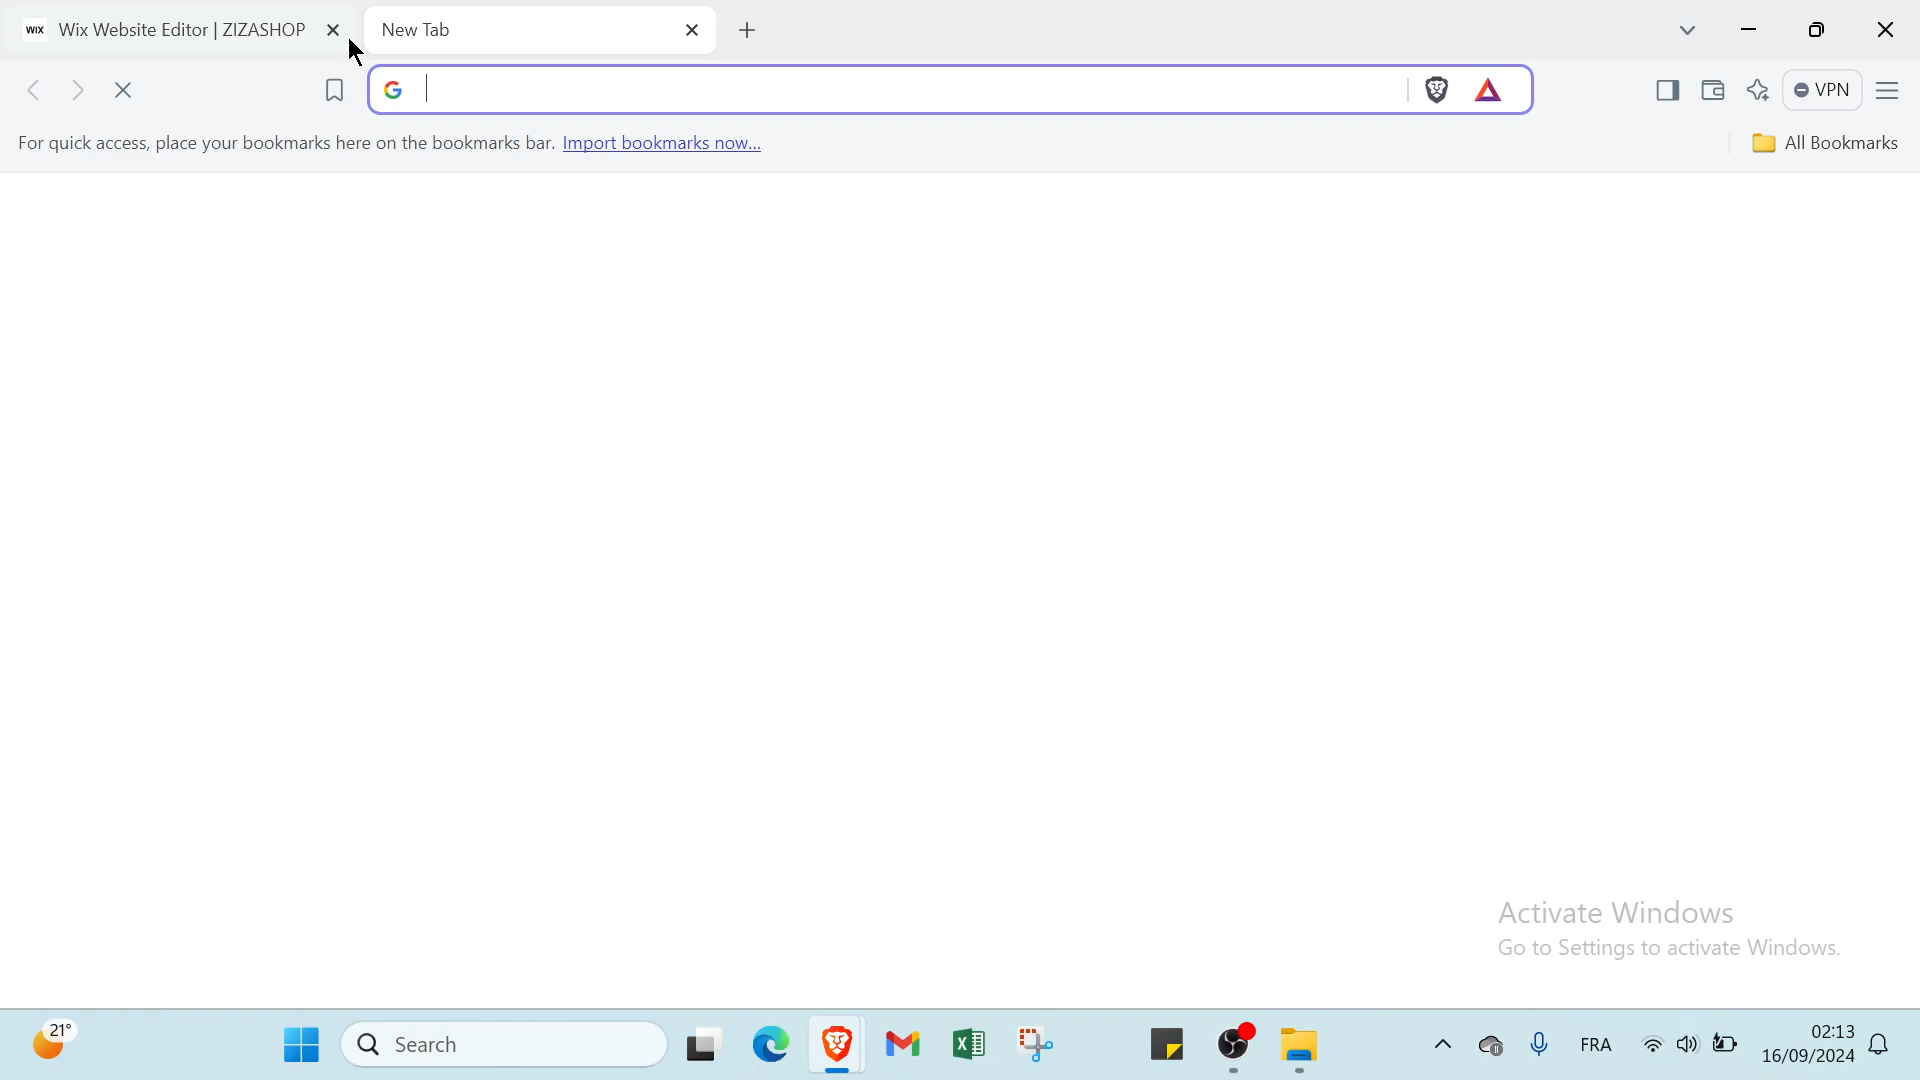 WIX Wix Website Editor | ZIZASHOP New Tab
VPN
For quick access, place your bookmarks here on the bookmarks bar. Import bookmarks now... All Bookmarks
Activate Windows
Go to Settings to activate Windows.
21°
Search
FRA
02:13
16/09/2024